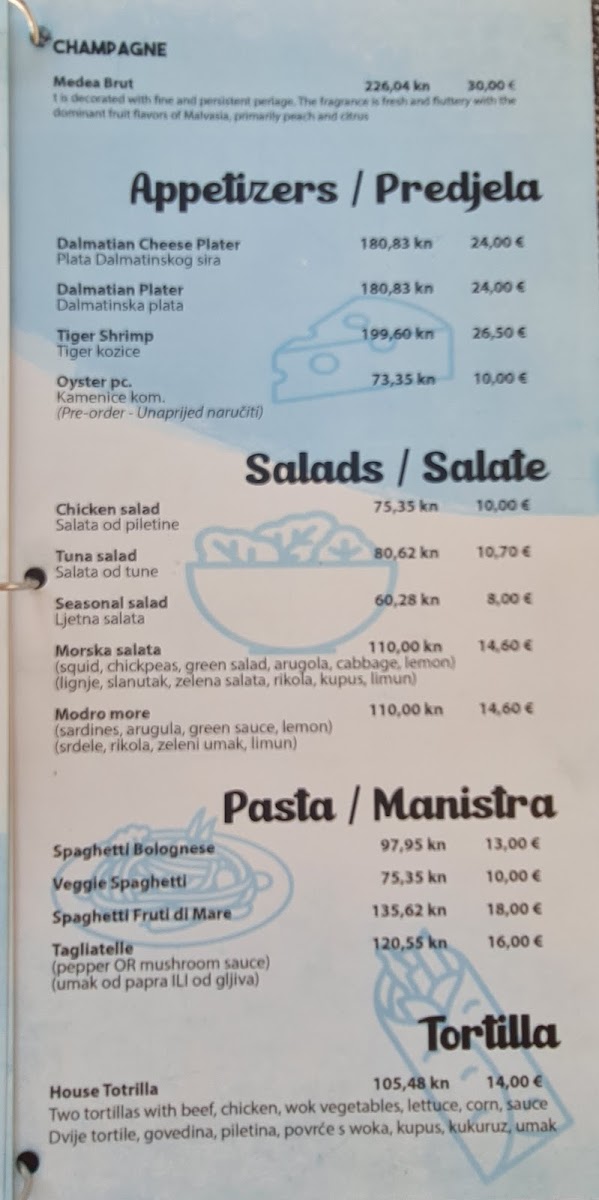 CHAMPAGNE
Medea Brut 226,04 kn 30,00 €
t is decorated with fine and persistent perlage. The fragrance is fresh and fluttery with the
dominant fruit flavors of Malvasia, primarily peach and citrus
Appetizers / Predjela
Dalmatian Cheese Plater 180,83 kn 24,00 €
Plata Dalmatinskog sira
Dalmatian Plater 180,83 kn 24,00 €
Dalmatinska plata
Tiger Shrimp 199,60 kn 26,50 €
Tiger kozice
Oyster pc. 73,35 kn 10,00 €
Kamenice kom.
(Pre-order - Unaprijed naručiti)
Salads / Salate
Chicken salad 75,35 kn 10,00 €
Salata od piletine
Tuna salad 80,62 kn 10,70 €
Salata od tune
Seasonal salad 60,28 kn 8,00 €
Ljetna salata
Morska salata 110,00 kn 14,60 €
(squid, chickpeas, green salad, arugola, cabbage, lemon)
(lignje, slanutak, zelena salata, rikola, kupus, limun)
Modro more 110,00 kn 14,60 €
(sardines, arugula, green sauce, lemon)
(srdele, rikola, zeleni umak, limun)
Pasta / Manistra
Spaghetti Bolognese 97,95 kn 13,00 €
Veggie Spaghetti 75,35 kn 10,00 €
Spaghetti Fruti di Mare 135,62 kn 18,00 €
Tagliatelle 120,55 kn 16,00 €
(pepper OR mushroom sauce)
(umak od papra ILI od gljiva)
Tortilla
House Totrilla 105,48 kn 14,00 €
Two tortillas with beef, chicken, wok vegetables, lettuce, corn, sauce
Dvije tortile, govedina, piletina, povrće s woka, kupus, kukuruz, umak